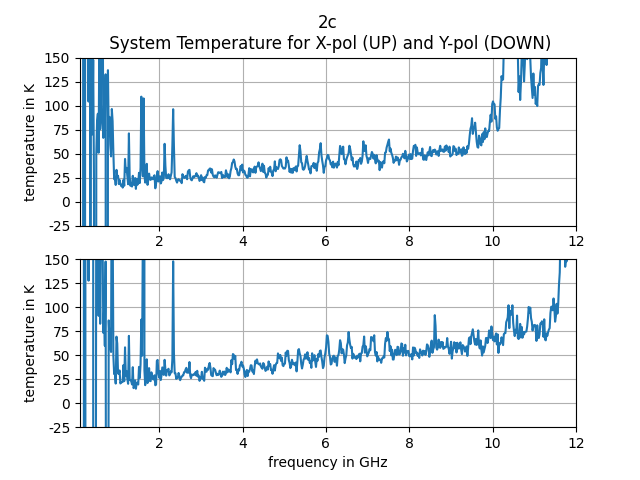 2c
System Temperature for X-pol (UP) and Y-pol (DOWN)
150
125
100
75
50
25
0
-25
temperature in K
2 4 6 8 10 12
150
125
100
75
50
25
0
-25
temperature in K
2 4 6 8 10 12
frequency in GHz